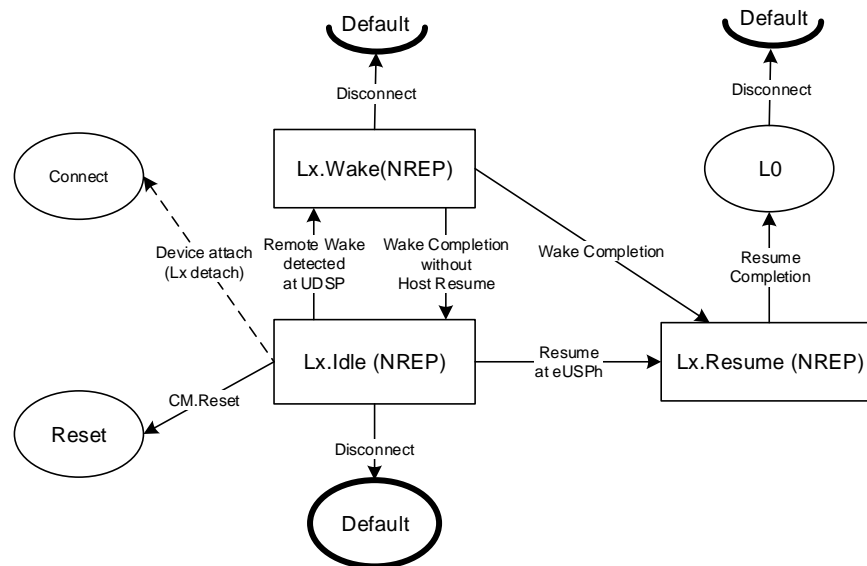 Default
Default
Disconnect
Disconnect
Lx.Wake(NREP)
L0
Connect
Device attach
(Lx detach)
Remote Wake
detected
at UDSP
Wake Completion
without
Host Resume
Wake Completion
Resume
Completion
Lx.Idle (NREP)
Resume
at eUSPh
Lx.Resume (NREP)
CM.Reset
Reset
Disconnect
Default